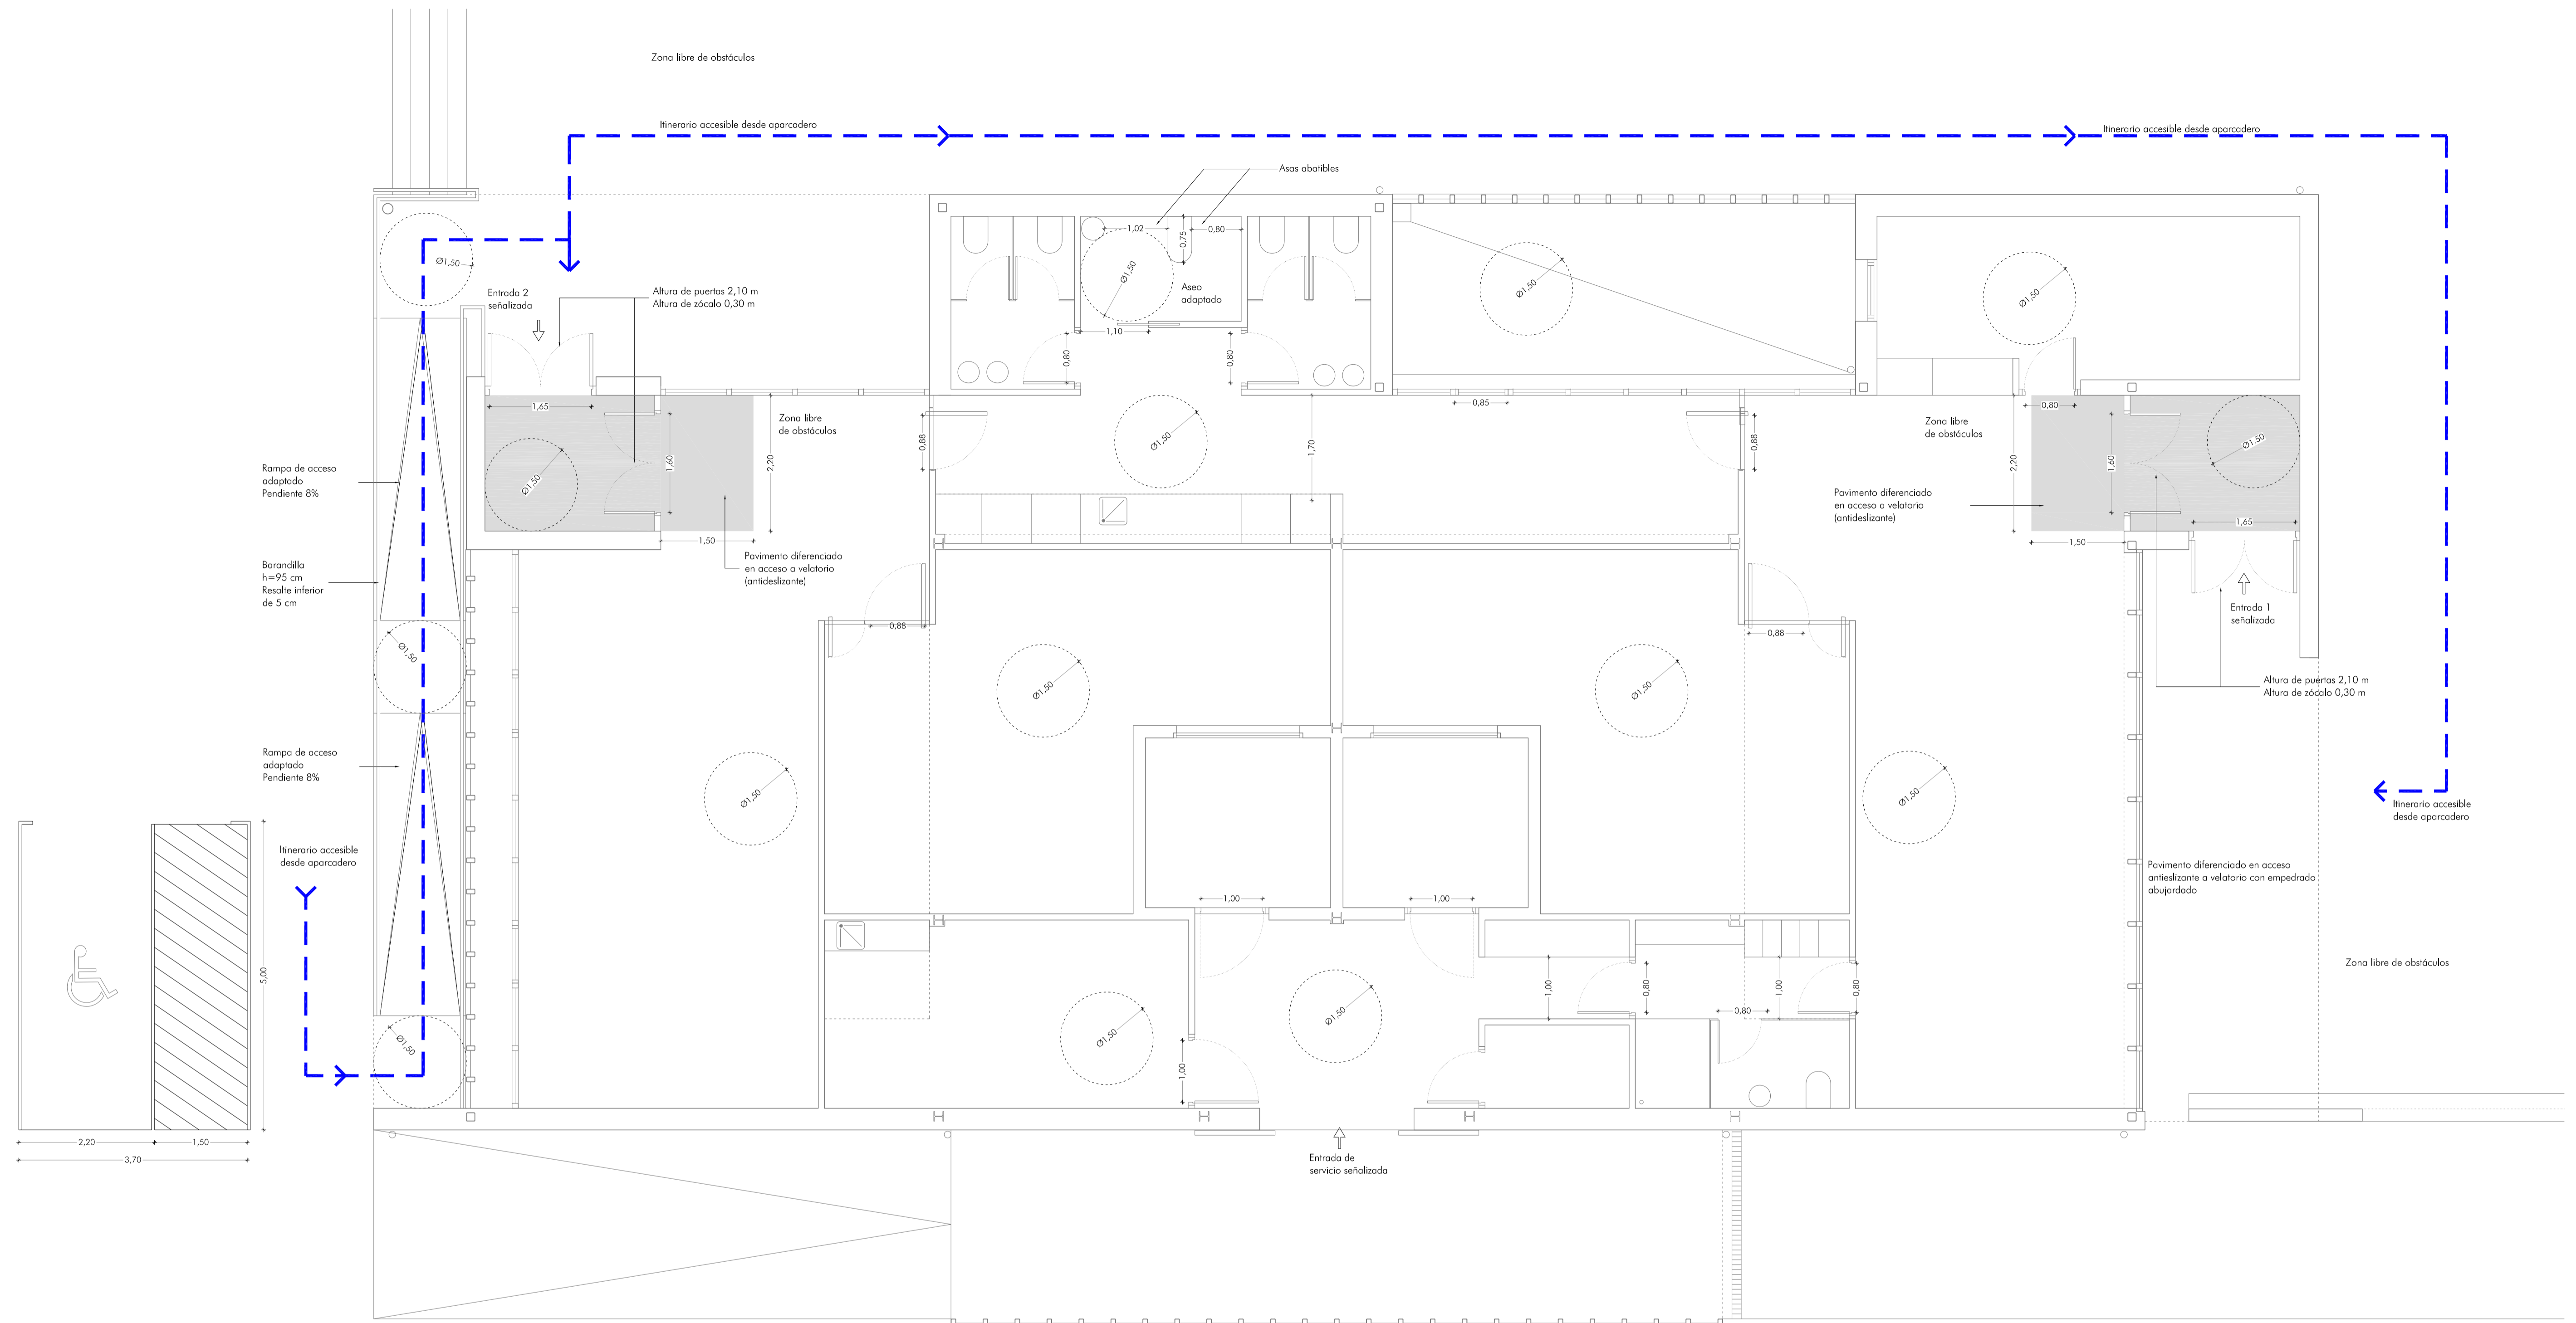 Zona libre de obstáculos
Itinerario accesible desde aparcadero
Itinerario accesible desde aparcadero
Asas abatibles
1,02
0,75
0,80
Ø1,50
Aseo
adaptado
1,10
0,80
0,80
Ø1,50
Ø1,50
Ø1,50
Entrada 2
señalizada
Altura de puertas 2,10 m
Altura de zócalo 0,30 m
1,65
1,60
2,20
Ø1,50
1,50
Zona libre
de obstáculos
Pavimento diferenciado
en acceso a velatorio
(antideslizante)
0,88
Ø1,50
1,70
0,85
0,88
Zona libre
de obstáculos
2,20
0,80
1,60
Ø1,50
1,65
1,50
Pavimento diferenciado
en acceso a velatorio
(antideslizante)
Entrada 1
señalizada
Altura de puertas 2,10 m
Altura de zócalo 0,30 m
Rampa de acceso
adaptado
Pendiente 8%
Barandilla
h=95 cm
Resalte inferior
de 5 cm
Ø1,50
Rampa de acceso
adaptado
Pendiente 8%
0,88
0,88
Ø1,50
Ø1,50
Ø1,50
Ø1,50
Itinerario accesible
desde aparcadero
Itinerario accesible
desde aparcadero
Pavimento diferenciado en acceso
antieslizante a velatorio con empedrado
abujardado
Zona libre de obstáculos
5,00
2,20
1,50
3,70
Ø1,50
1,00
1,00
Ø1,50
1,00
Ø1,50
1,00
0,80
1,00
0,80
0,80
Entrada de
servicio señalizada